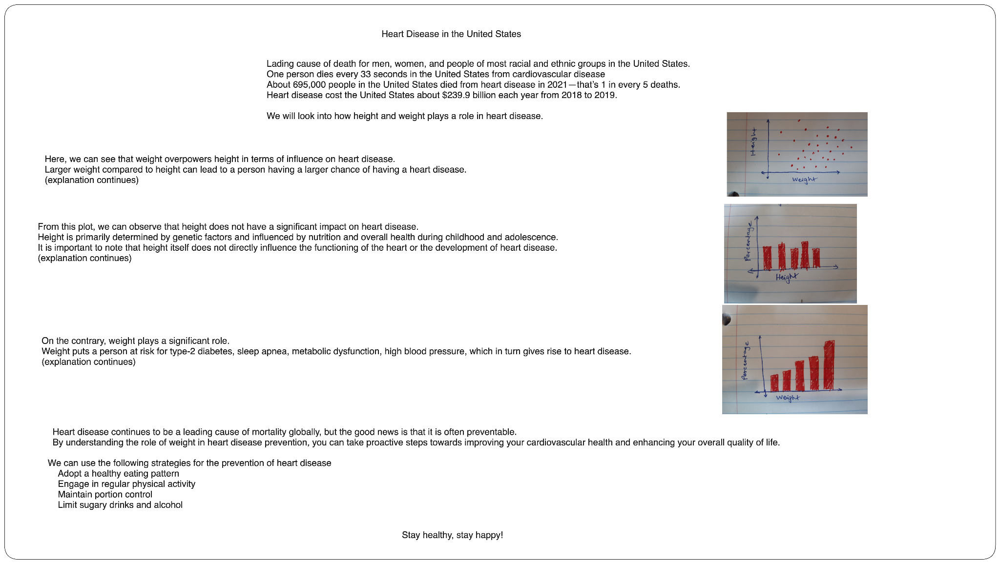 Heart Disease in the United States
Lading cause of death for men, women, and people of most racial and ethnic groups in the United States.
One person dies every 33 seconds in the United States from cardiovascular disease
About 695,000 people in the United States died from heart disease in 2021—that's 1 in every 5 deaths.
Heart disease cost the United States about $239.9 billion each year from 2018 to 2019.
We will look into how height and weight plays a role in heart disease.
Height
Weight
Here, we can see that weight overpowers height in terms of influence on heart disease.
Larger weight compared to height can lead to a person having a larger chance of having a heart disease.
(explanation continues)
From this plot, we can observe that height does not have a significant impact on heart disease.
Height is primarily determined by genetic factors and influenced by nutrition and overall health during childhood and adolescence.
It is important to note that height itself does not directly influence the functioning of the heart or the development of heart disease.
(explanation continues)
Percentage
Height
On the contrary, weight plays a significant role.
Weight puts a person at risk for type-2 diabetes, sleep apnea, metabolic dysfunction, high blood pressure, which in turn gives rise to heart disease.
(explanation continues)
Percentage
Weight
Heart disease continues to be a leading cause of mortality globally, but the good news is that it is often preventable.
By understanding the role of weight in heart disease prevention, you can take proactive steps towards improving your cardiovascular health and enhancing your overall quality of life.
We can use the following strategies for the prevention of heart disease
Adopt a healthy eating pattern
Engage in regular physical activity
Maintain portion control
Limit sugary drinks and alcohol
Stay healthy, stay happy!